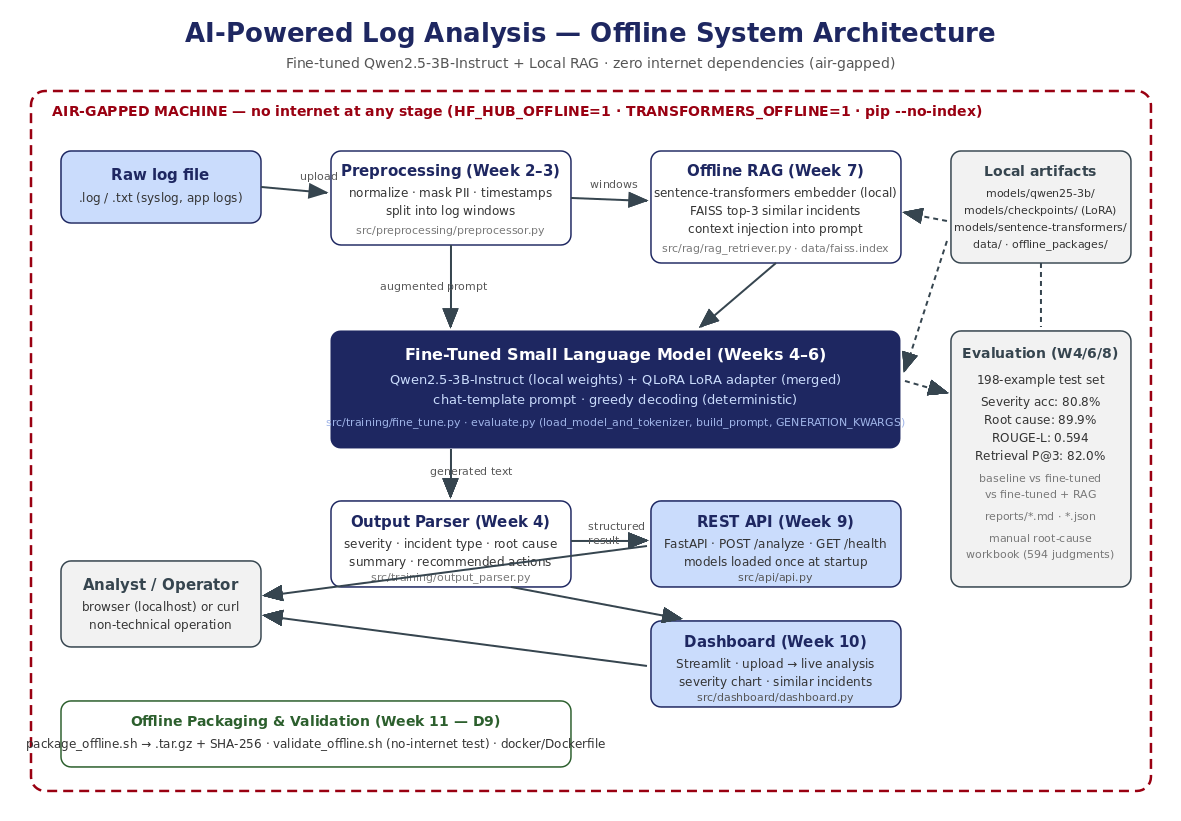 AI-Powered Log Analysis — Offline System Architecture
Fine-tuned Qwen2.5-3B-Instruct + Local RAG · zero internet dependencies (air-gapped)
AIR-GAPPED MACHINE — no internet at any stage (HF_HUB_OFFLINE=1 · TRANSFORMERS_OFFLINE=1 · pip --no-index)
Raw log file
.log / .txt (syslog, app logs)
upload
Preprocessing (Week 2–3)
normalize · mask PII · timestamps
split into log windows
src/preprocessing/preprocessor.py
windows
Offline RAG (Week 7)
sentence-transformers embedder (local)
FAISS top-3 similar incidents
context injection into prompt
src/rag/rag_retriever.py · data/faiss.index
Local artifacts
models/qwen25-3b/
models/checkpoints/ (LoRA)
models/sentence-transformers/
data/ · offline_packages/
augmented prompt
Fine-Tuned Small Language Model (Weeks 4–6)
Qwen2.5-3B-Instruct (local weights) + QLoRA LoRA adapter (merged)
chat-template prompt · greedy decoding (deterministic)
src/training/fine_tune.py · evaluate.py (load_model_and_tokenizer, build_prompt, GENERATION_KWARGS)
Evaluation (W4/6/8)
198-example test set
Severity acc: 80.8%
Root cause: 89.9%
ROUGE-L: 0.594
Retrieval P@3: 82.0%
baseline vs fine-tuned
vs fine-tuned + RAG
reports/*.md · *.json
manual root-cause
workbook (594 judgments)
generated text
Output Parser (Week 4)
severity · incident type · root cause
summary · recommended actions
src/training/output_parser.py
structured
result
REST API (Week 9)
FastAPI · POST /analyze · GET /health
models loaded once at startup
src/api/api.py
Analyst / Operator
browser (localhost) or curl
non-technical operation
Dashboard (Week 10)
Streamlit · upload → live analysis
severity chart · similar incidents
src/dashboard/dashboard.py
Offline Packaging & Validation (Week 11 — D9)
package_offline.sh → .tar.gz + SHA-256 · validate_offline.sh (no-internet test) · docker/Dockerfile